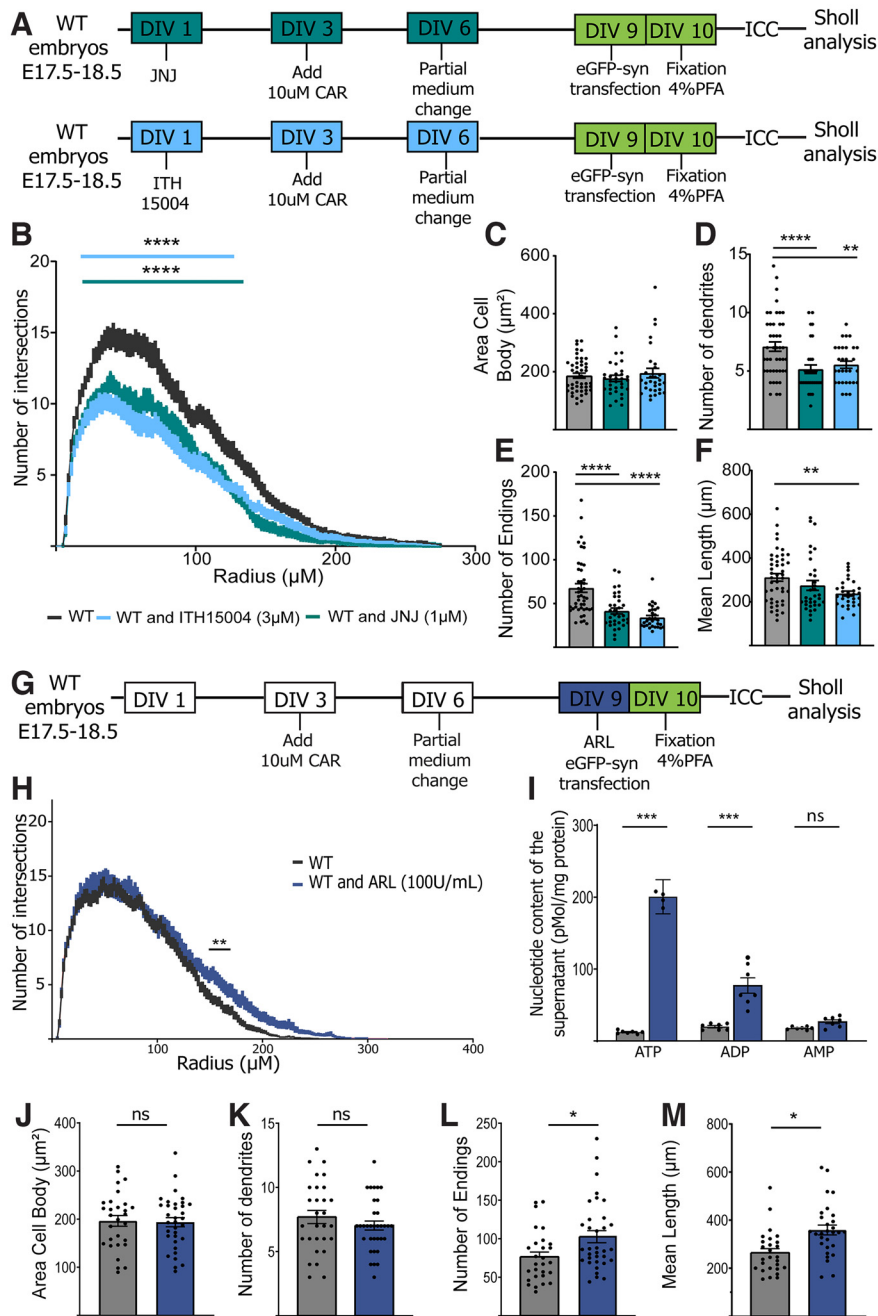 A
WT embryos E17.5-18.5
DIV 1
DIV 3
DIV 6
DIV 9
DIV 10
ICC
Sholl analysis
JNJ
Add 10uM CAR
Partial medium change
eGFP-syn transfection
Fixation 4%PFA
WT embryos E17.5-18.5
DIV 1
DIV 3
DIV 6
DIV 9
DIV 10
ICC
Sholl analysis
ITH 15004
Add 10uM CAR
Partial medium change
eGFP-syn transfection
Fixation 4%PFA
B
****
****
Number of intersections
20
15
10
5
100
200
300
Radius (µM)
WT
WT and ITH15004 (3µM)
WT and JNJ (1µM)
C
Area Cell Body (µm²)
600
400
200
D
Number of dendrites
15
10
5
****
**
E
Number of Endings
200
150
100
50
****
****
F
Mean Length (µm)
800
600
400
200
**
G
WT embryos E17.5-18.5
DIV 1
DIV 3
DIV 6
DIV 9
DIV 10
ICC
Sholl analysis
Add 10uM CAR
Partial medium change
ARL eGFP-syn transfection
Fixation 4%PFA
H
Number of intersections
20
15
10
5
100
200
300
400
Radius (µM)
WT
WT and ARL (100U/mL)
**
I
Nucleotide content of the supernatant (pMol/mg protein)
300
200
100
***
***
ns
ATP
ADP
AMP
J
Area Cell Body (µm²)
400
300
200
100
ns
K
Number of dendrites
15
10
5
ns
L
Number of Endings
250
200
150
100
50
*
M
Mean Length (µm)
800
600
400
200
*